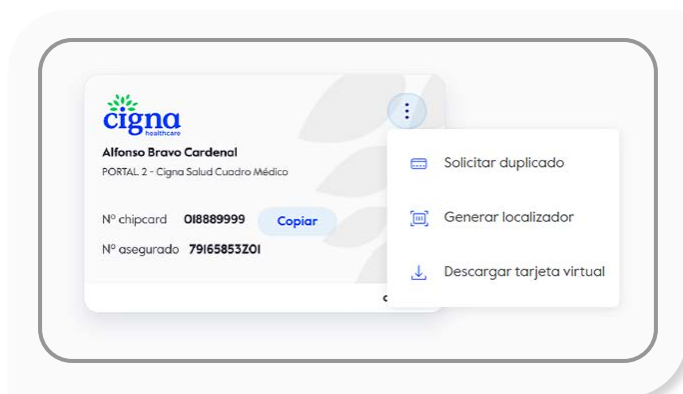 cigna
healthcare
Alfonso Bravo Cardenal
PORTAL 2 - Cigna Salud Cuadro Médico
Nº chipcard 018889999 Copiar
Nº asegurado 79165853Z01
Solicitar duplicado
Generar localizador
Descargar tarjeta virtual